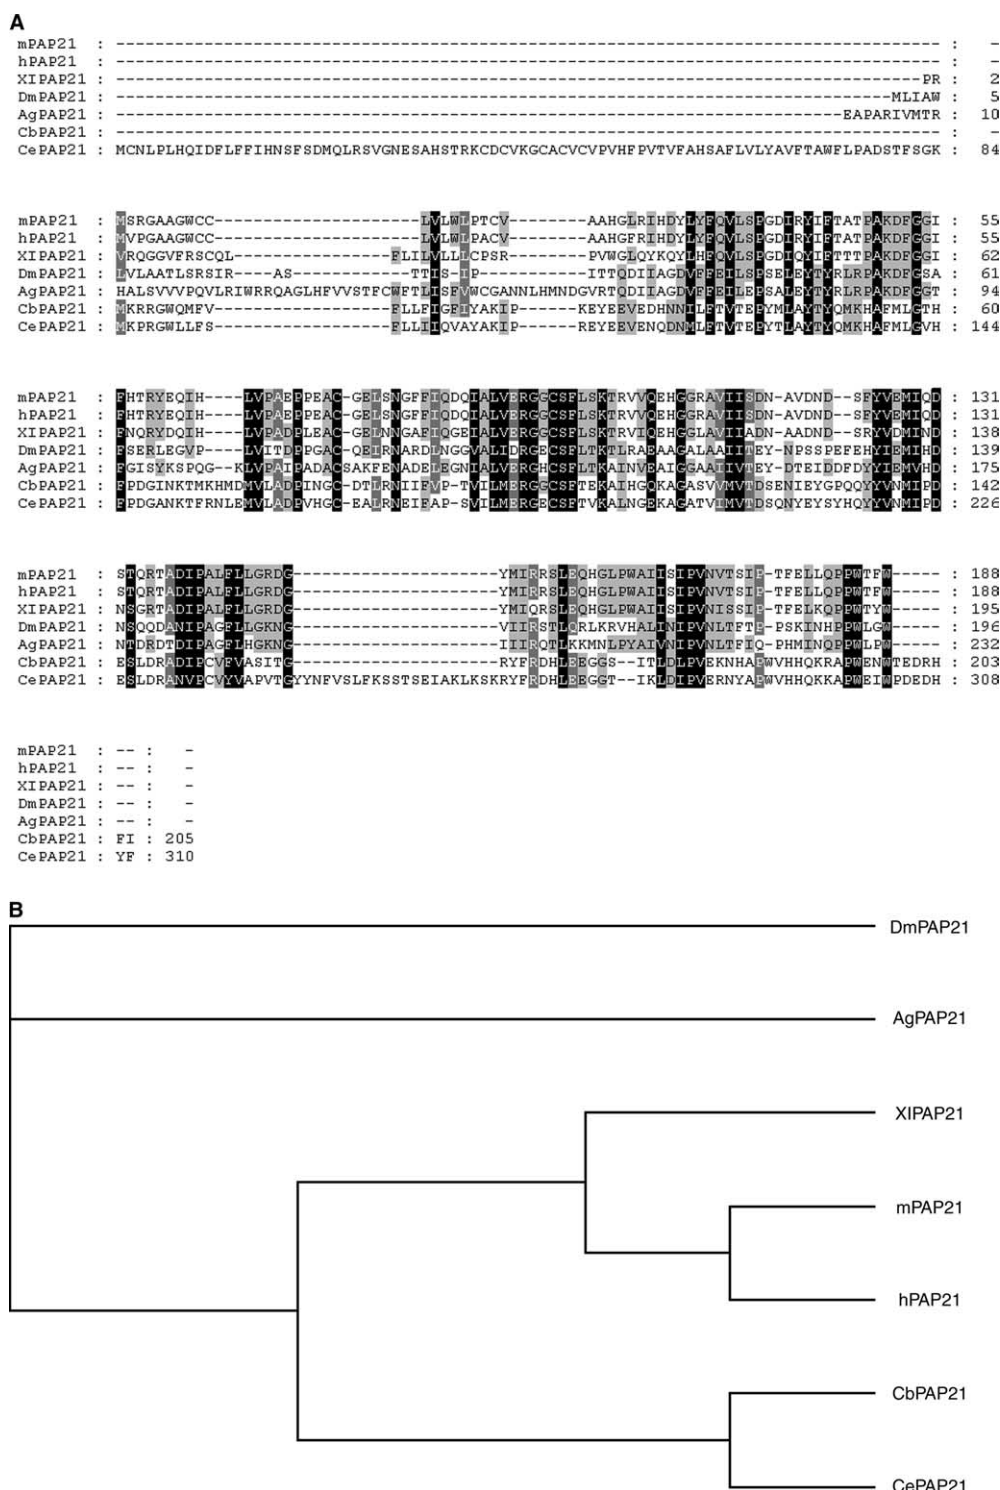 A
mPAP21 : ------------------------------------------------------------------------------------ : -
hPAP21 : ------------------------------------------------------------------------------------ : -
XlPAP21 : ----------------------------------------------------------------------------------PR : 2
DmPAP21 : -------------------------------------------------------------------------------MLIAW : 5
AgPAP21 : --------------------------------------------------------------------------EAPARIVMTR : 10
CbPAP21 : ------------------------------------------------------------------------------------ : -
CePAP21 : MCNLPLHQIDFLFFIHNSFSDMQLRSVGNESAHSTRKCDCVKGCACVCVPVHFPVTVFAHSAFLVLYAVFTAWFLPADSTFSGK : 84
mPAP21 : MSRGAAGWCC---------------------LVLWLPTCV--------AAHGLRIHDYLYFQVLSPGDIRYIFTATPAKDFGGI : 55
hPAP21 : MVPGAAGWCC---------------------LVLWLPACV--------AAHGFRIHDYLYFQVLSPGDIRYIFTATPAKDFGGI : 55
XlPAP21 : VRQGGVFRSCQL----------------FLILVLLLCPSR--------PVWGLQYKQYLHFQVLSPGDIRYIFTTTPAKDFGGI : 62
DmPAP21 : LVLAATLSRSIR----AS------------TTIS-IP-----------ITTQDIIAGDVFFEILSPSELEYTYRLRPAKDFGSA : 61
AgPAP21 : HALSVVVPQVLRIWRRQAGLHFVVSTFCWFTLISFVWCGANNLHMNDGVRTQDIIAGDVFFEILEPSALEYTYRLRPAKDFGGT : 94
CbPAP21 : MKRRGWQMFV------------------FLLFIGFLYAKIP------KEYEEVEDHNNILFTVTEPYMLAYTYQMKHAFMLGTH : 60
CePAP21 : MKPRGWLLFS------------------FLLIIQVAYAKIP------REYEEVENQDNMLFTVTEPYTLAYTYQMKHAFMLGVH : 144
mPAP21 : FHTRYEQIH----LVPAEPPEAC-GELSNGFFIQDQIALVERGGCSFLSKTRVVQEHGGRAVIISDN-AVDND--SFYVEMIQD : 131
hPAP21 : FHTRYEQIH----LVPAEPPEAC-GELSNGFFIQDQIALVERGGCSFLSKTRVVQEHGGRAVIISDN-AVDND--SFYVEMIQD : 131
XlPAP21 : FNQRYDQIH----LVPADPLEAC-GELNNGAFIQGEIALVERGGCSFLSKTRVIQEHGGLAVIIADN-AADND--SRYVDMIND : 138
DmPAP21 : FSERLEGVP----LVITDPPGAC-QEIRNARDLNGGVALIDRGECSFLTKTLRAEAAGALAAIITEY-NPSSPEFEHYIEMIHD : 139
AgPAP21 : FGISYKSPQG--KLVPAIPADACSAKFENADELEGNIALVERGHCSFLTKAINVEAIGGAAIIVTEY-DTEIDDFDYYIEMVHD : 175
CbPAP21 : FPDGINKTMKHMDMVLADPINGC-DTLRNIIFVP-TVILMERGECSFTEKAIHGQKAGASVVMVTDSENIEYGPQQYYVNMIPD : 142
CePAP21 : FPDGANKTFRNLEMVLADPVHGC-EALRNEIFAP-SVILMERGECSFTVKALNGEKAGATVIMVTDSQNYEYSYHQYYVNMIPD : 226
mPAP21 : STQRTADIPALFLLGRDG---------------------YMIRRSLEQHGLPWAIISIPVNVTSIP-TFELLQPPWTFW----- : 188
hPAP21 : STQRTADIPALFLLGRDG---------------------YMIRRSLEQHGLPWAIISIPVNVTSIP-TFELLQPPWTFW----- : 188
XlPAP21 : NSGRTADIPALFLLGRDG---------------------YMIQRSLEQHGLPWAIISIPVNISSIP-TFELKQPPWTYW----- : 195
DmPAP21 : NSQQDANIPAGFLLGKNG---------------------VIIRSTLQRLKRVHALINIPVNLTFTP-PSKINHPPWLGW----- : 196
AgPAP21 : NTDRDTDIPAGFLHGKNG---------------------IIIRQTLKKMNLPYAIVNIPVNLTFIQ-PHMINQPPWLPW----- : 232
CbPAP21 : ESLDRADIPCVFVASITG---------------------RYFRDHLEEGGS--ITLDLPVEKNHAPWVHHQKRAPWENWTEDRH : 203
CePAP21 : ESLDRANVPCVYVAPVTGYYNFVSLFKSSTSEIAKLKSKRYFRDHLEEGGT--IKLDIPVERNYAPWVHHQKKAPWEIWPDEDH : 308
mPAP21 : -- : -
hPAP21 : -- : -
XlPAP21 : -- : -
DmPAP21 : -- : -
AgPAP21 : -- : -
CbPAP21 : FI : 205
CePAP21 : YF : 310
B
DmPAP21
AgPAP21
XlPAP21
mPAP21
hPAP21
CbPAP21
CePAP21